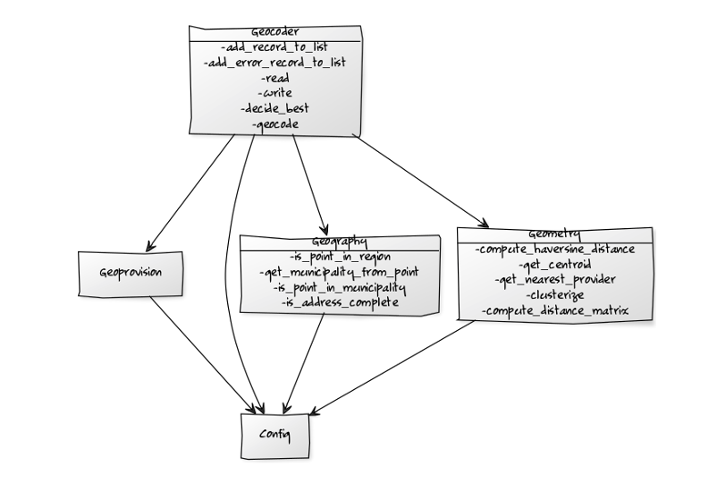 Geocoder
-add_record_to_list
-add_error_record_to_list
-read
-write
-decide_best
-geocode
Geoprovision
Geography
-is_point_in_region
-get_municipality_from_point
-is_point_in_municipality
-is_address_complete
Geometry
-compute_haversine_distance
-get_centroid
-get_nearest_provider
-clusterize
-compute_distance_matrix
Config